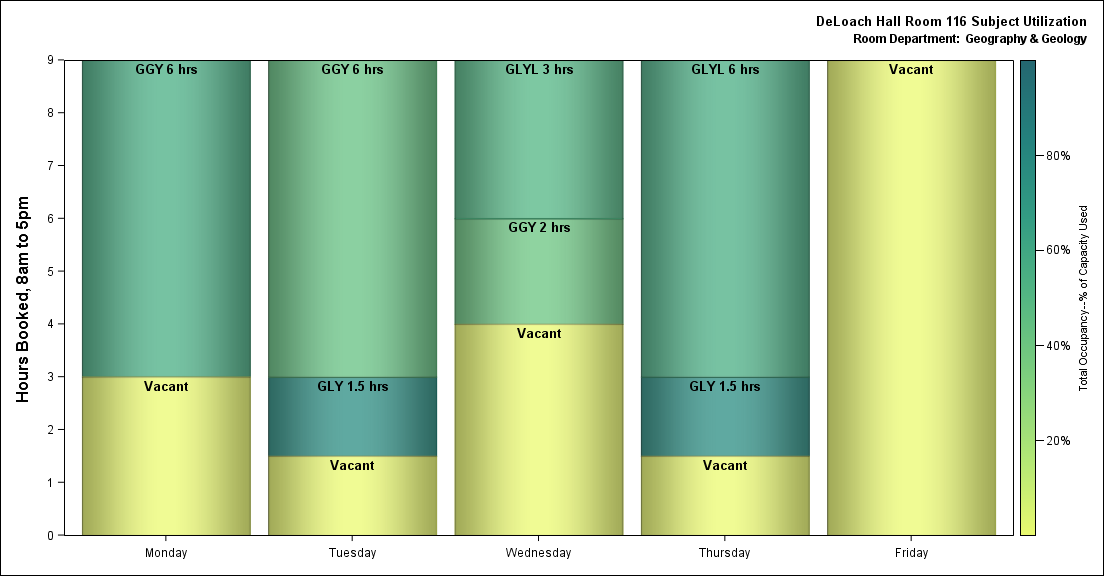 DeLoach Hall Room 116 Subject Utilization
Room Department: Geography & Geology
Hours Booked, 8am to 5pm
9
8
7
6
5
4
3
2
1
0
GGY 6 hrs
Vacant
GGY 6 hrs
GLY 1.5 hrs
Vacant
GLYL 3 hrs
GGY 2 hrs
Vacant
GLYL 6 hrs
GLY 1.5 hrs
Vacant
Vacant
Monday
Tuesday
Wednesday
Thursday
Friday
80%
60%
40%
20%
Total Occupancy--% of Capacity Used